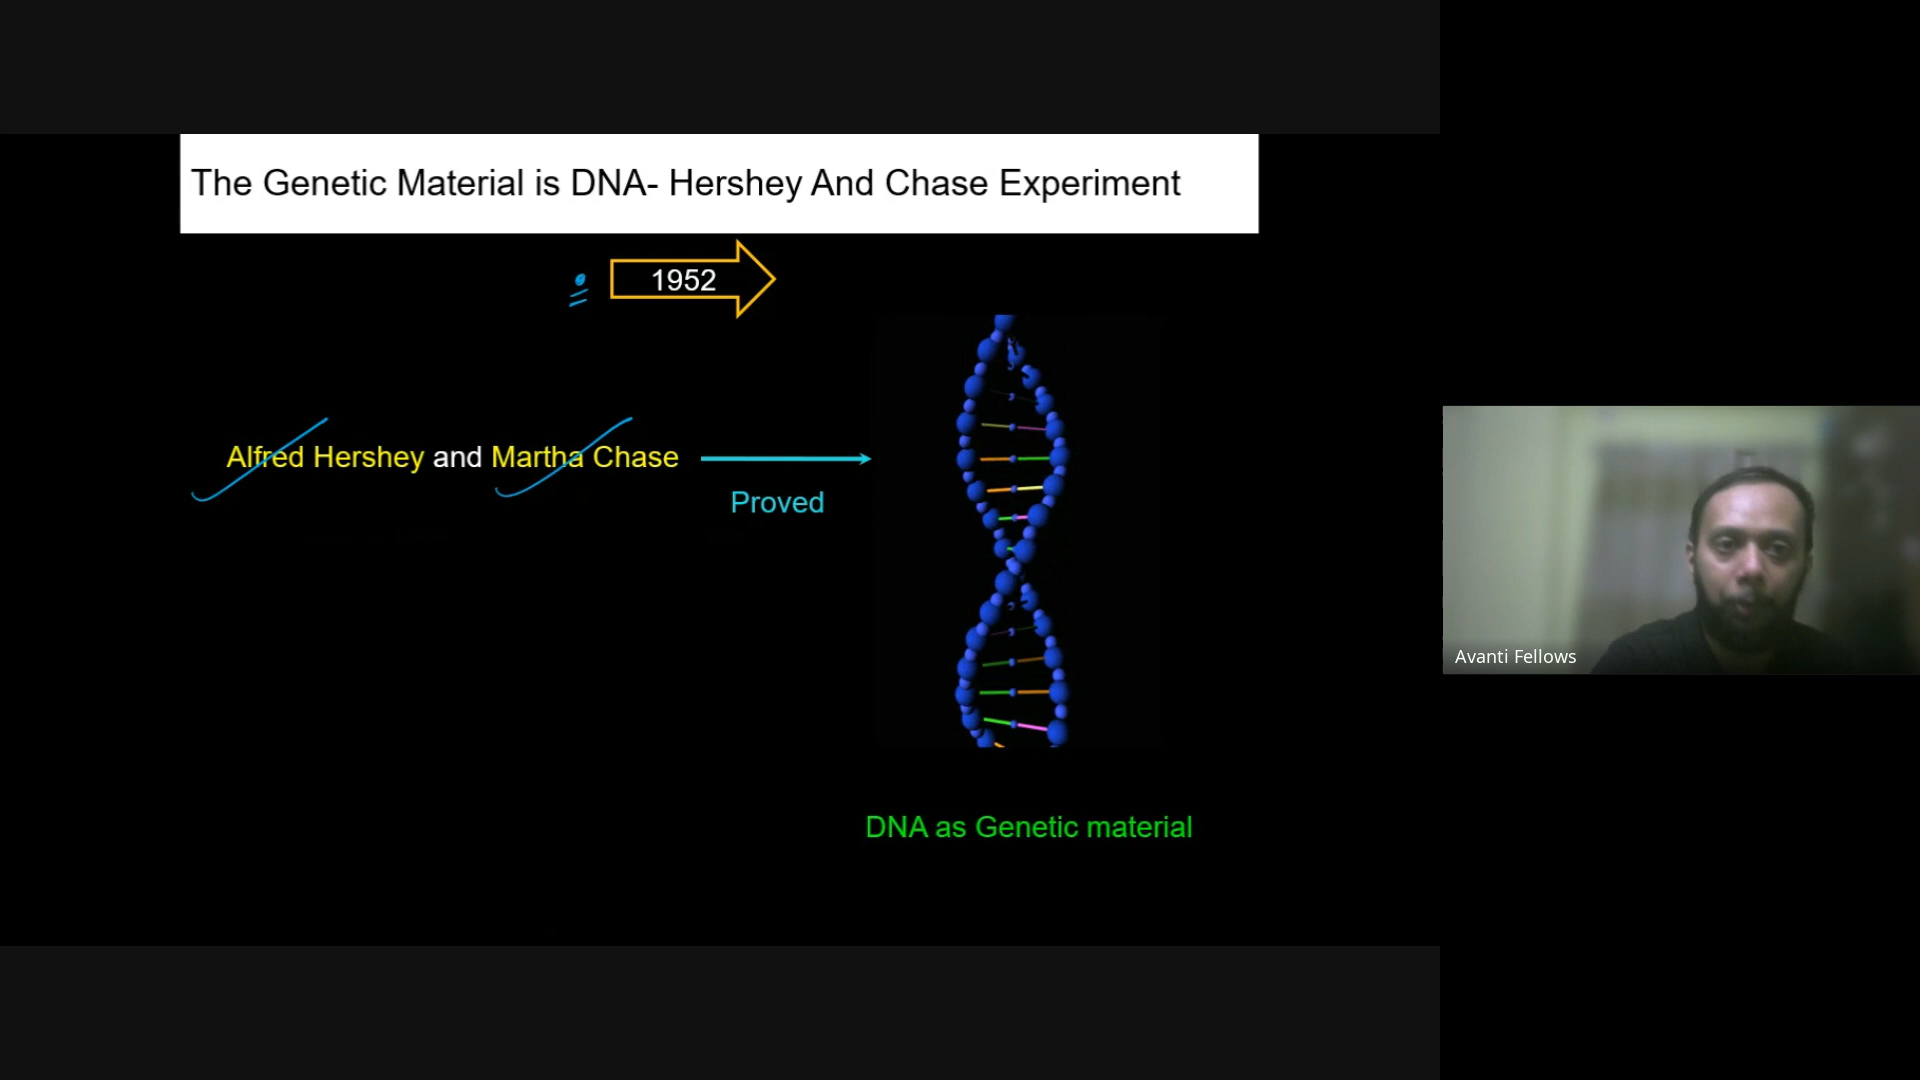 The Genetic Material is DNA- Hershey And Chase Experiment
1952
Alfred Hershey and Martha Chase
Proved
DNA as Genetic material
Avanti Fellows